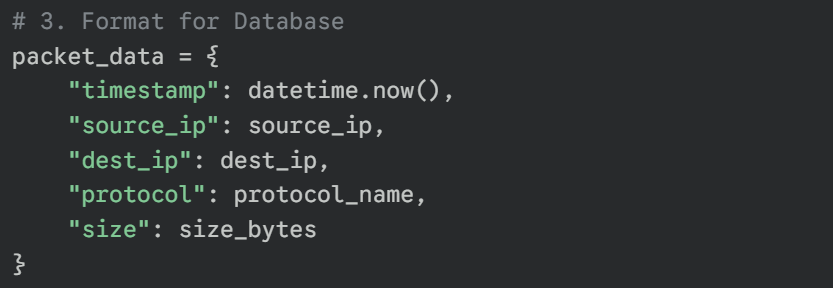 # 3. Format for Database
packet_data = {
    "timestamp": datetime.now(),
    "source_ip": source_ip,
    "dest_ip": dest_ip,
    "protocol": protocol_name,
    "size": size_bytes
}